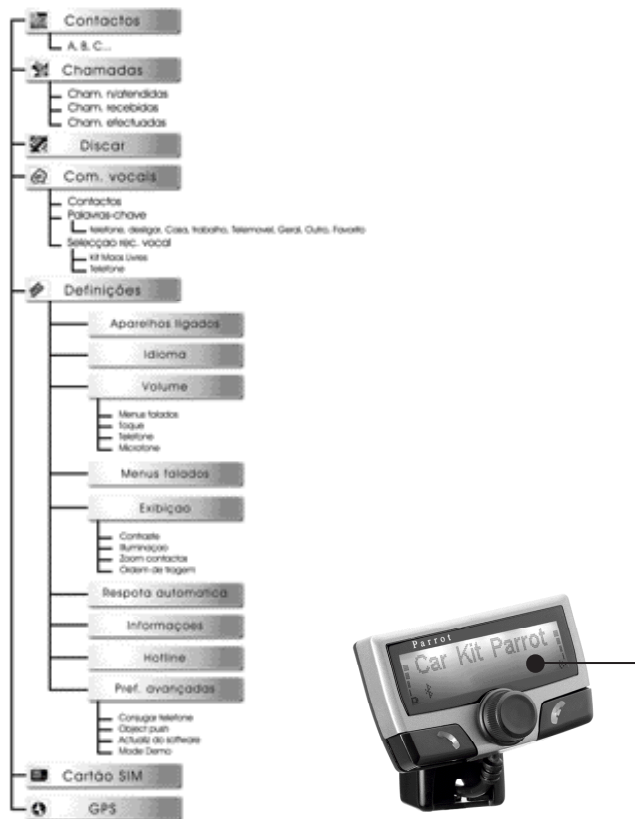 Contactos
A, B, C...
Chamadas
Cham. n/atendidas
Cham. recebidas
Cham. efectuadas
Discar
Com. vocais
Contactos
Palavras-chave
telefone, desligar, Casa, trabalho, Telemovel, Geral, Outro, Favorito
Selecçao rec. vocal
Kit Maos Livres
Telefone
Definições
Aparelhos ligados
Idioma
Volume
Menus falados
Toque
Telefone
Microfone
Menus falados
Exibiçao
Contraste
Illuminaçao
Zoom contactos
Ordem de triagem
Respota automatica
Informaçoes
Hotline
Pref. avançadas
Consugar telefone
Object push
Actualiz do software
Mode Demo
Cartão SIM
GPS
Parrot
Car Kit Parrot